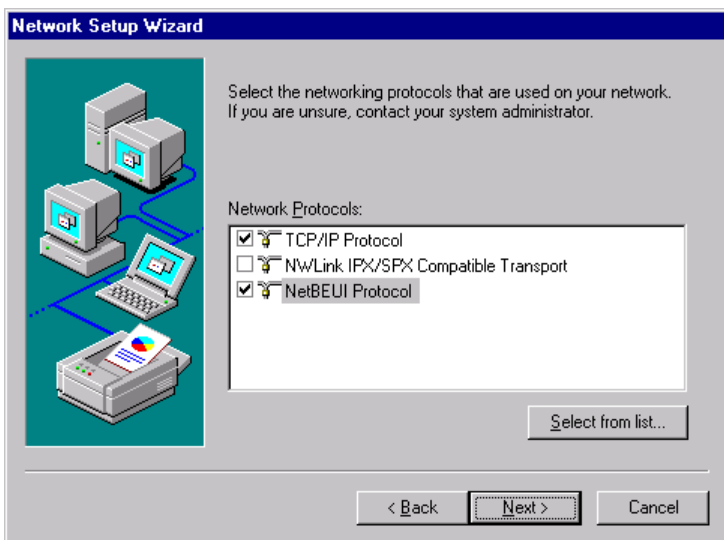 Network Setup Wizard
Select the networking protocols that are used on your network.
If you are unsure, contact your system administrator.
Network Protocols:
TCP/IP Protocol
NWLink IPX/SPX Compatible Transport
NetBEUI Protocol
Select from list...
< Back
Next >
Cancel